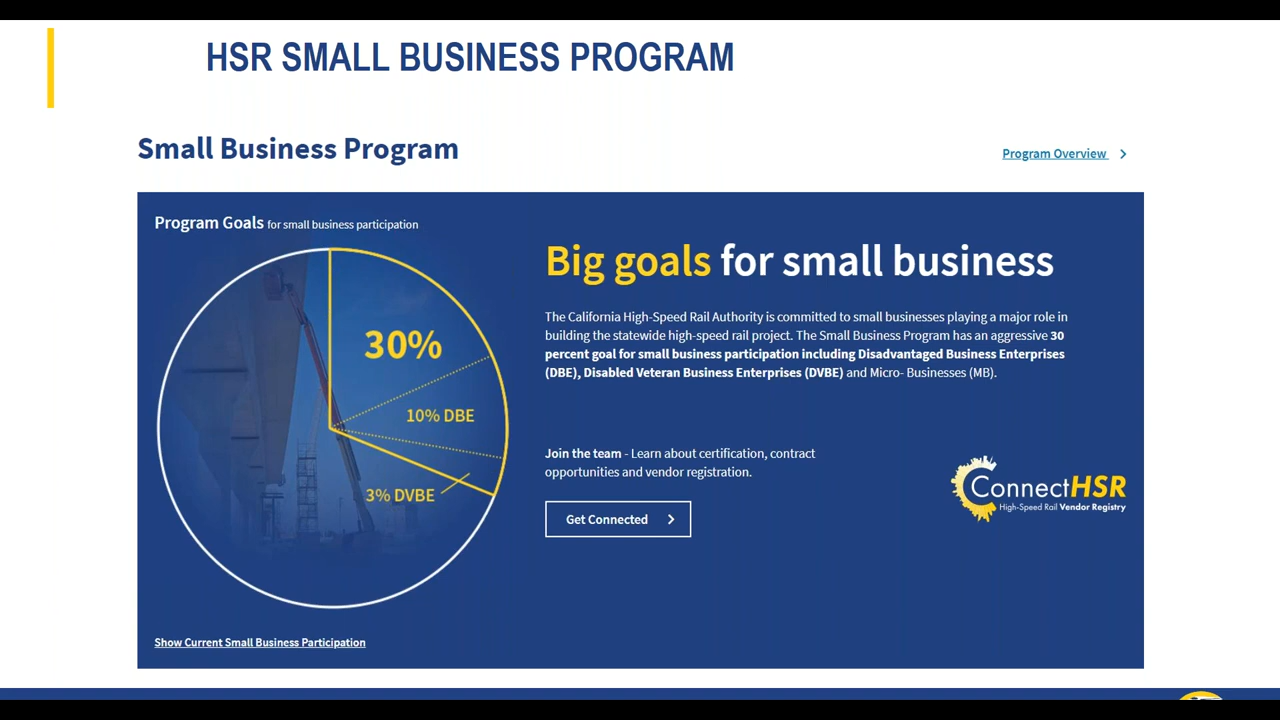 HSR SMALL BUSINESS PROGRAM
Small Business Program
Program Overview
Program Goals for small business participation
30%
10% DBE
3% DVBE
Big goals for small business
The California High-Speed Rail Authority is committed to small businesses playing a major role in
building the statewide high-speed rail project. The Small Business Program has an aggressive 30
percent goal for small business participation including Disadvantaged Business Enterprises
(DBE), Disabled Veteran Business Enterprises (DVBE) and Micro- Businesses (MB).
Join the team - Learn about certification, contract
opportunities and vendor registration.
Get Connected
ConnectHSR
High-Speed Rail Vendor Registry
Show Current Small Business Participation